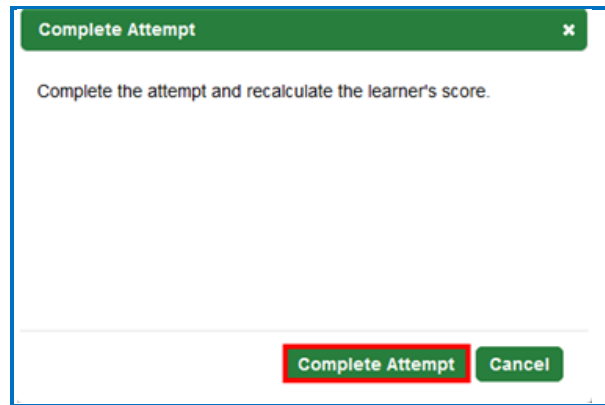 Complete Attempt ×
Complete the attempt and recalculate the learner's score.
Complete Attempt Cancel